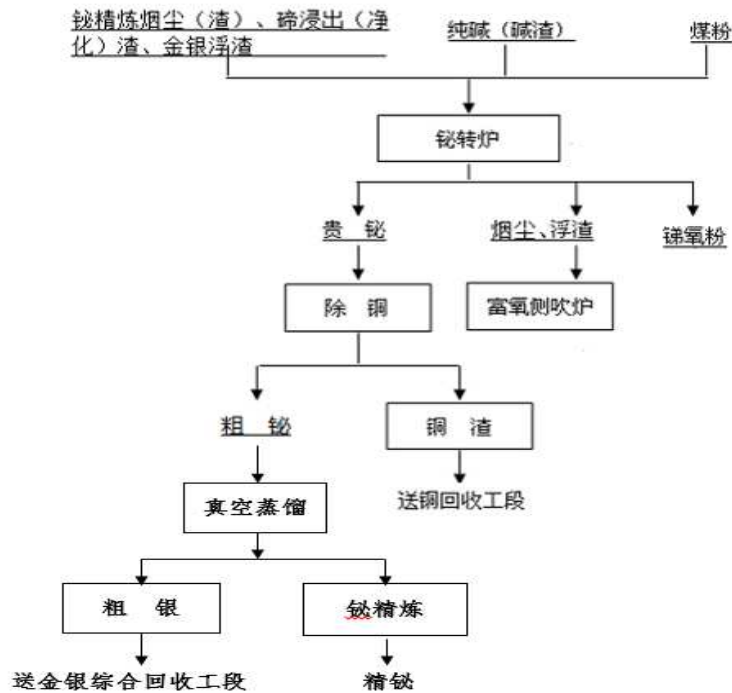 铋精炼烟尘（渣）、碲浸出（净
化）渣、金银浮渣
纯碱（碱渣）
煤粉
铋转炉
贵 铋
烟尘、浮渣
锑氧粉
除 铜
富氧侧吹炉
粗 铋
铜 渣
送铜回收工段
真空蒸馏
粗 银
铋精炼
送金银综合回收工段
精铋